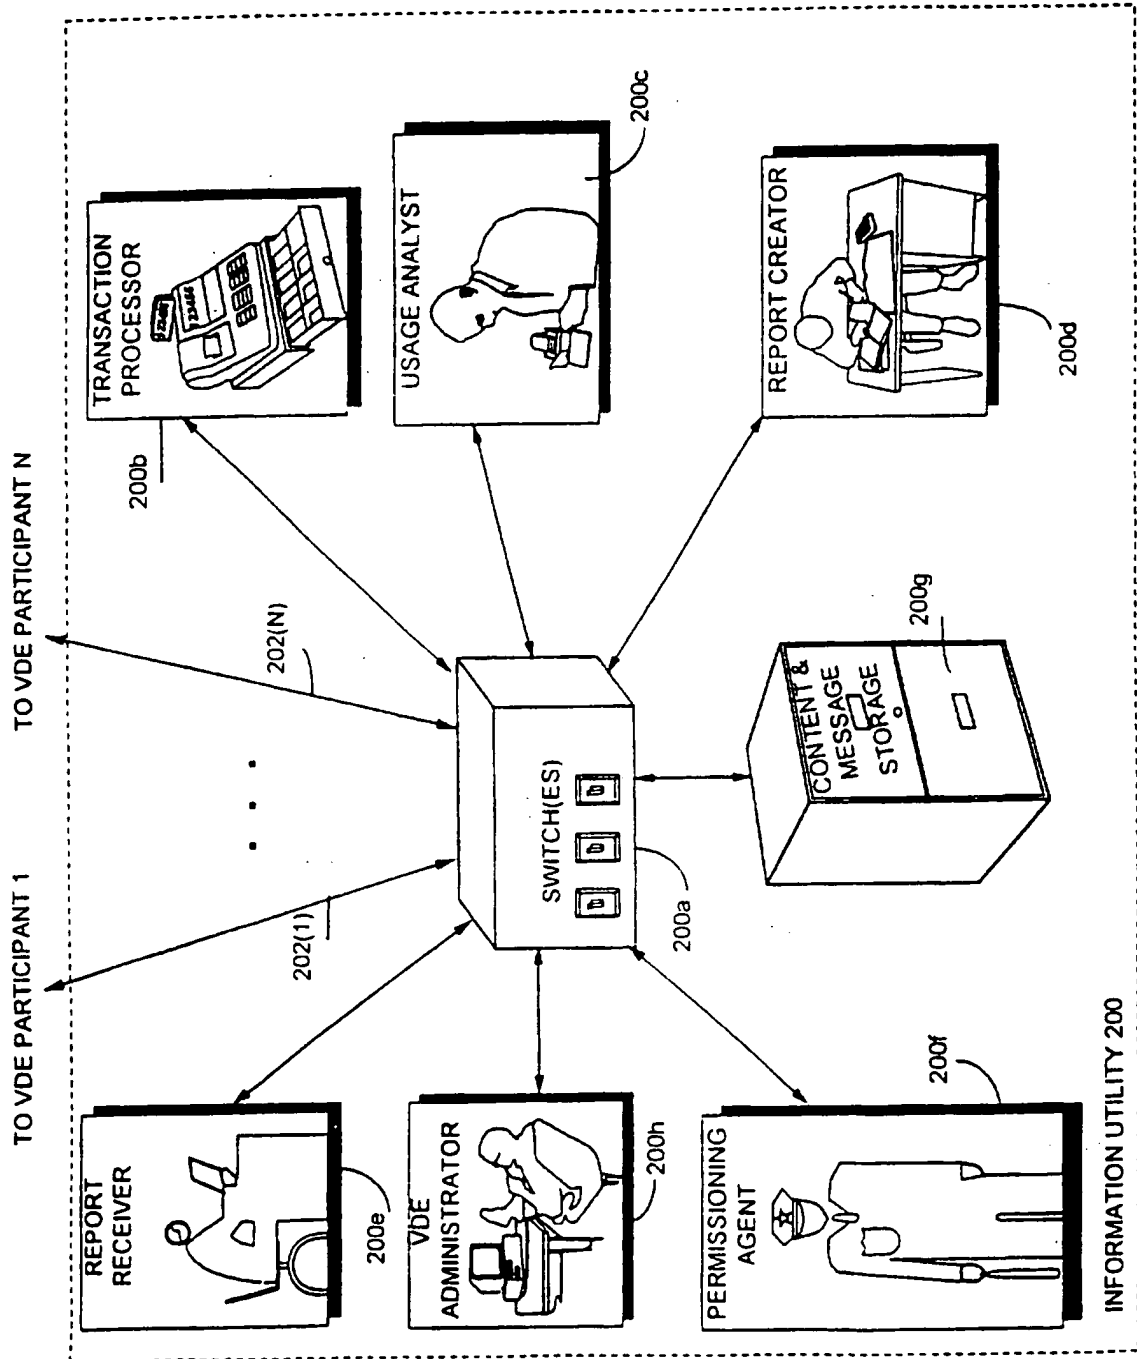 TO VDE PARTICIPANT 1
TO VDE PARTICIPANT N
202(1)
202(N)
REPORT
RECEIVER
200e
TRANSACTION
PROCESSOR
200b
VDE
ADMINISTRATOR
200h
SWITCH(ES)
200a
USAGE ANALYST
200c
PERMISSIONING
AGENT
200f
CONTENT &
MESSAGE
STORAGE
200g
REPORT CREATOR
200d
INFORMATION UTILITY 200